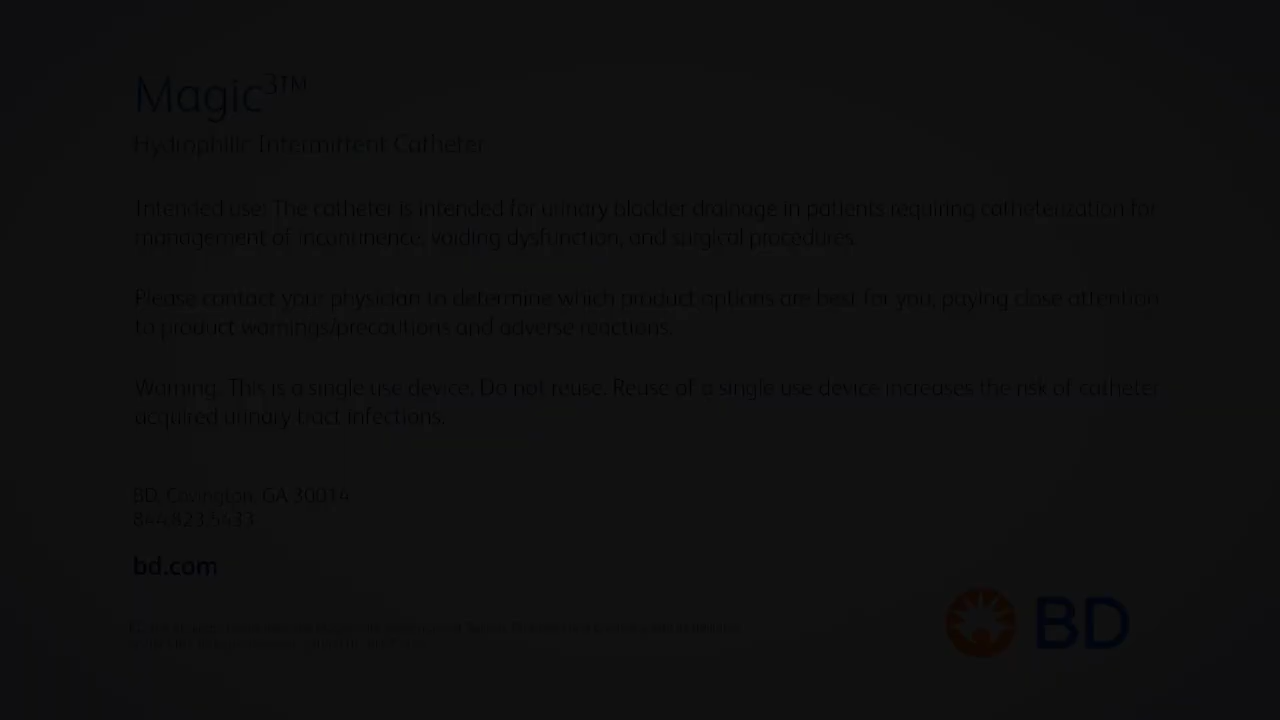 Magic³™
Hydrophilic Intermittent Catheter
Intended use: The catheter is intended for urinary bladder drainage in patients requiring catheterization for
management of incontinence, voiding dysfunction, and surgical procedures.
Please contact your physician to determine which product options are best for you, paying close attention
to product warnings/precautions and adverse reactions.
Warning: This is a single use device. Do not reuse. Reuse of a single use device increases the risk of catheter
acquired urinary tract infections.
BD, Covington, GA 30014
844.823.5433
bd.com
BD